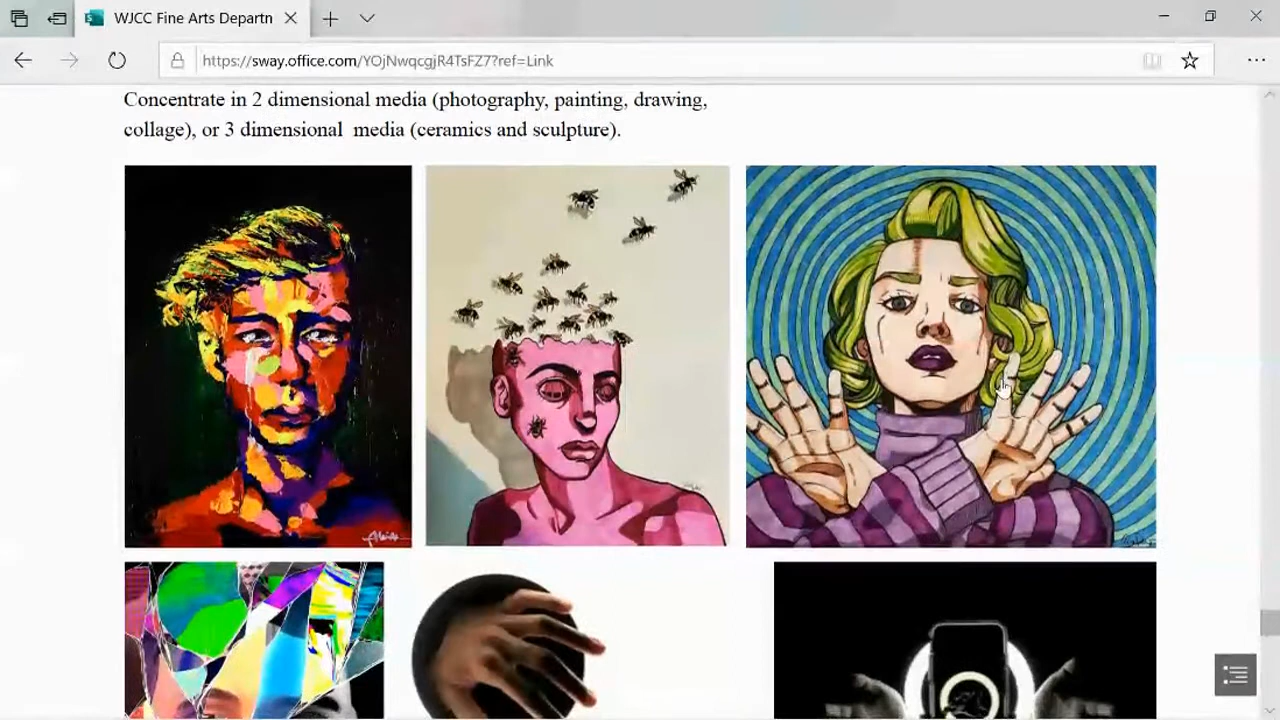 WJCC Fine Arts Departn
https://sway.office.com/YOjNwqcgjR4TsFZ7?ref=Link
Concentrate in 2 dimensional media (photography, painting, drawing,
collage), or 3 dimensional media (ceramics and sculpture).